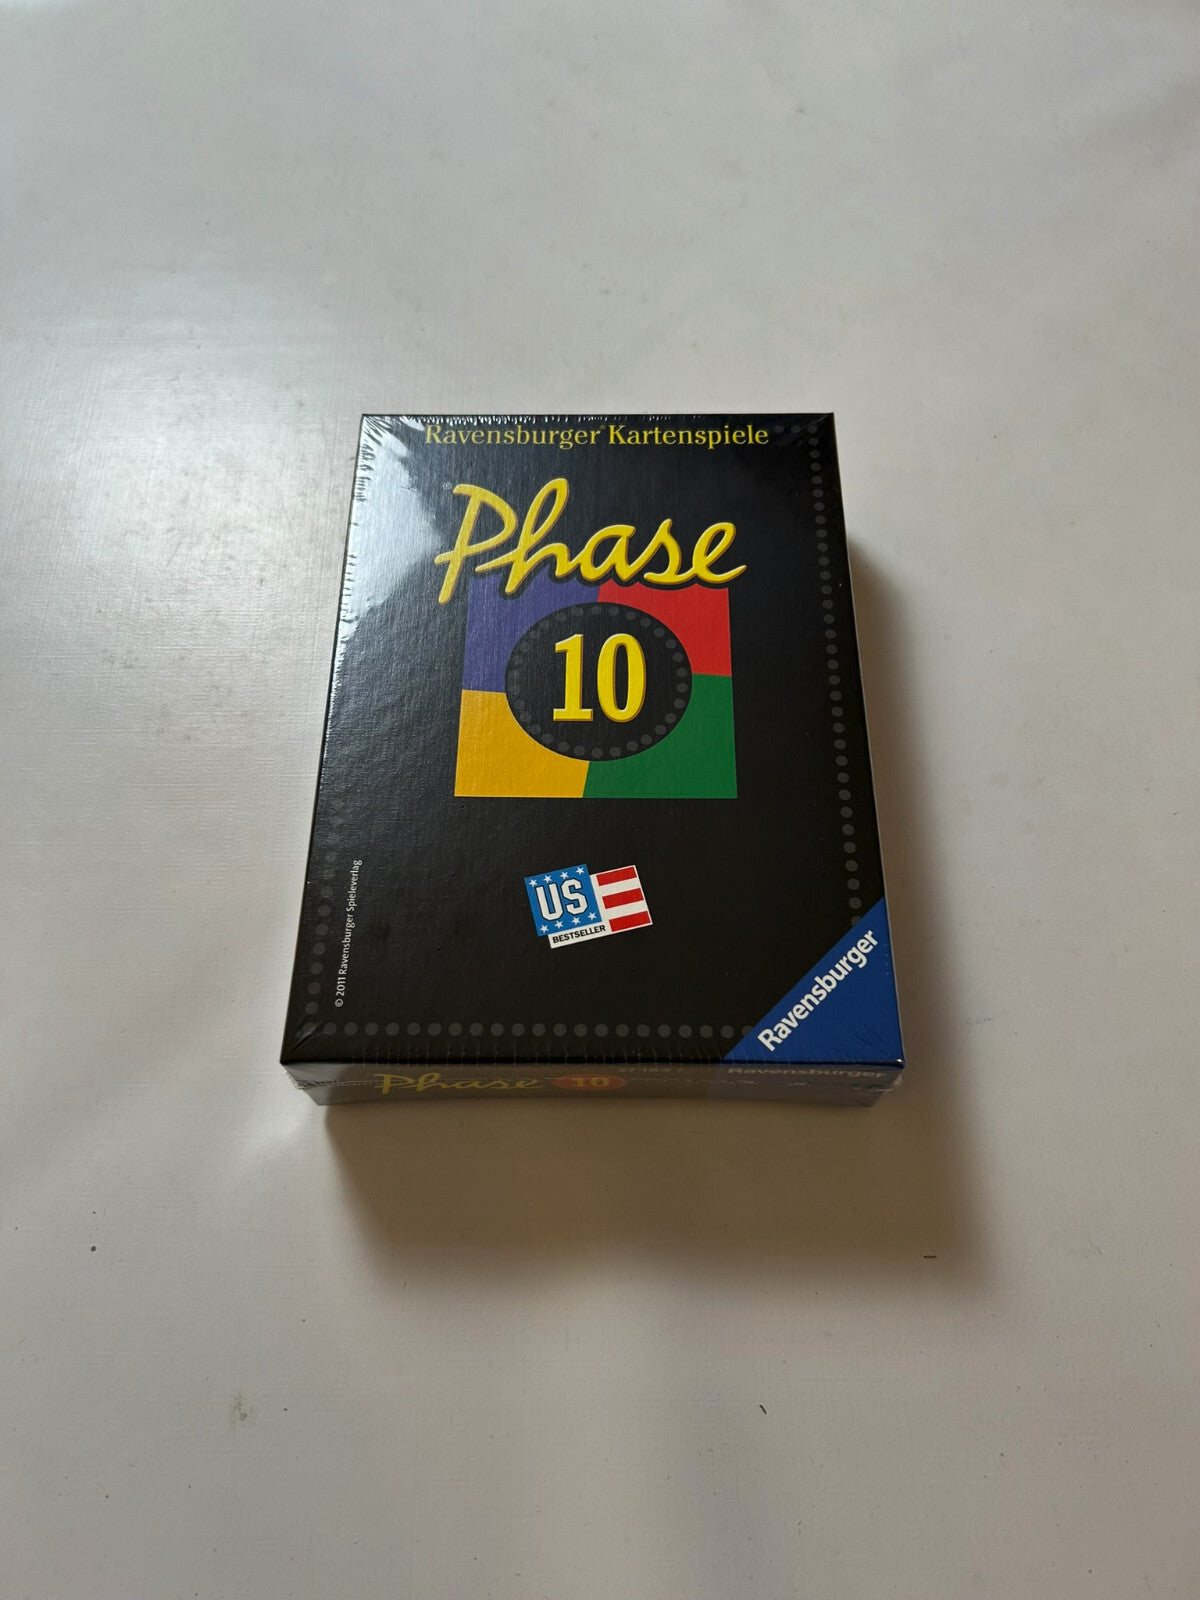 Ravensburger® Kartenspiele
® Phase
10
US
BESTSELLER
© 2011 Ravensburger Spieleverlag
Ravensburger
Phase 10
Ravensburger